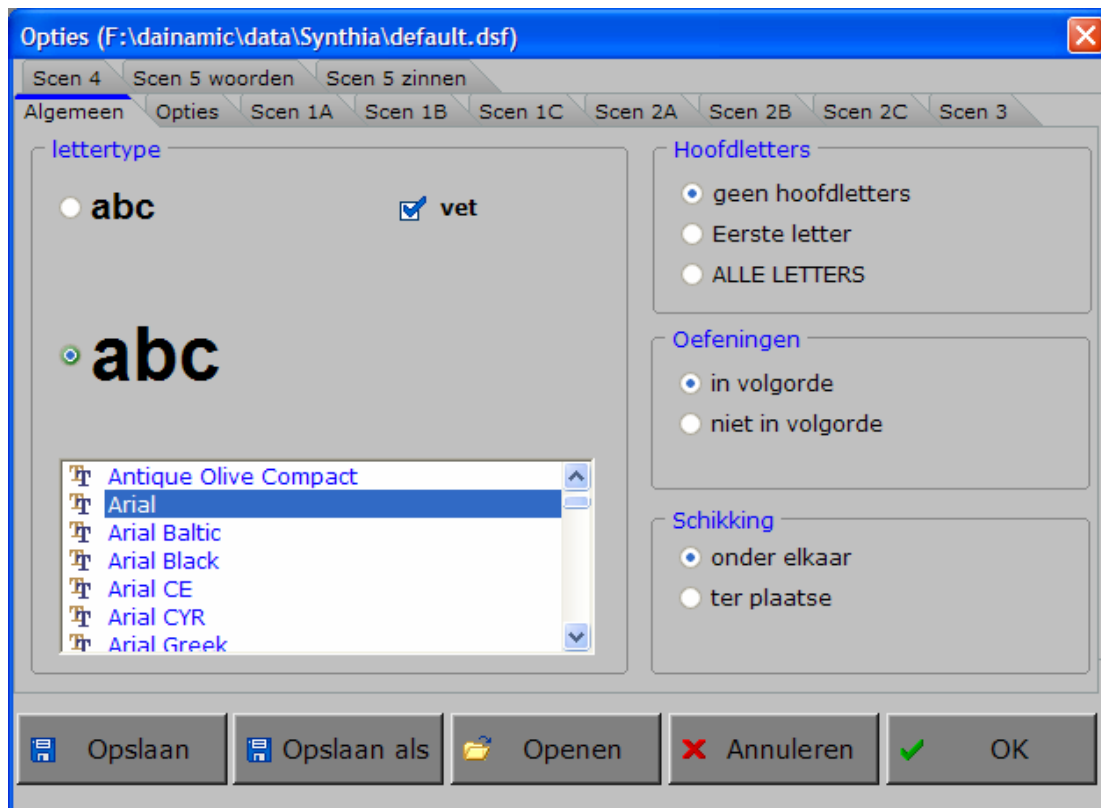 Opties (F:\dainamic\data\Synthia\default.dsf)
Scen 4 Scen 5 woorden Scen 5 zinnen
Algemeen Opties Scen 1A Scen 1B Scen 1C Scen 2A Scen 2B Scen 2C Scen 3
lettertype
abc vet
abc
Antique Olive Compact
Arial
Arial Baltic
Arial Black
Arial CE
Arial CYR
Arial Greek
Hoofdletters
geen hoofdletters
Eerste letter
ALLE LETTERS
Oefeningen
in volgorde
niet in volgorde
Schikking
onder elkaar
ter plaatse
Opslaan Opslaan als Openen Annuleren OK